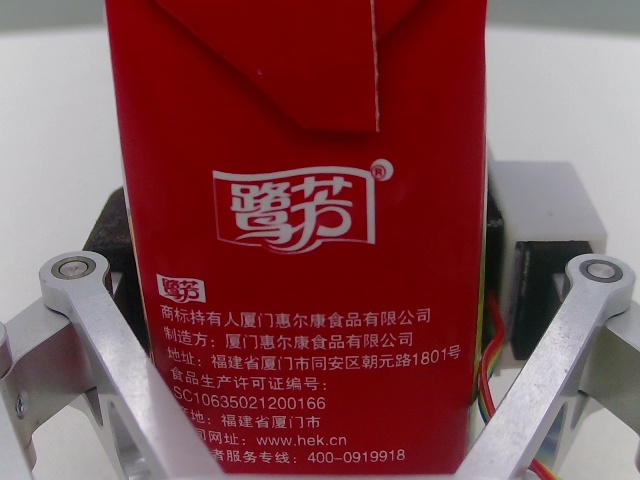 鹭芳®
鹭芳
商标持有人厦门惠尔康食品有限公司
制造方：厦门惠尔康食品有限公司
地址：福建省厦门市同安区朝元路1801号
食品生产许可证编号：
SC10635021200166
地：福建省厦门市
网址：www.hek.cn
者服务专线：400-0919918